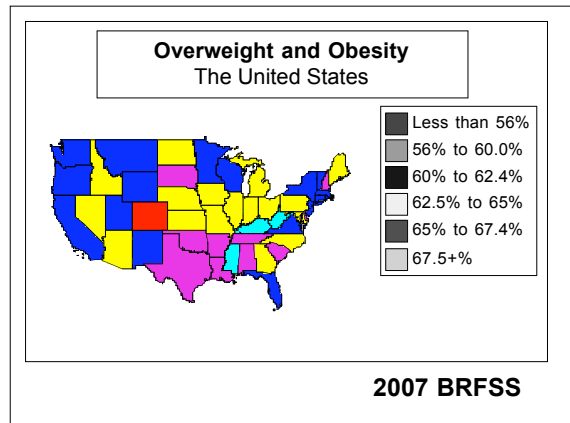 Overweight and Obesity
The United States
Less than 56%
56% to 60.0%
60% to 62.4%
62.5% to 65%
65% to 67.4%
67.5+%
2007 BRFSS